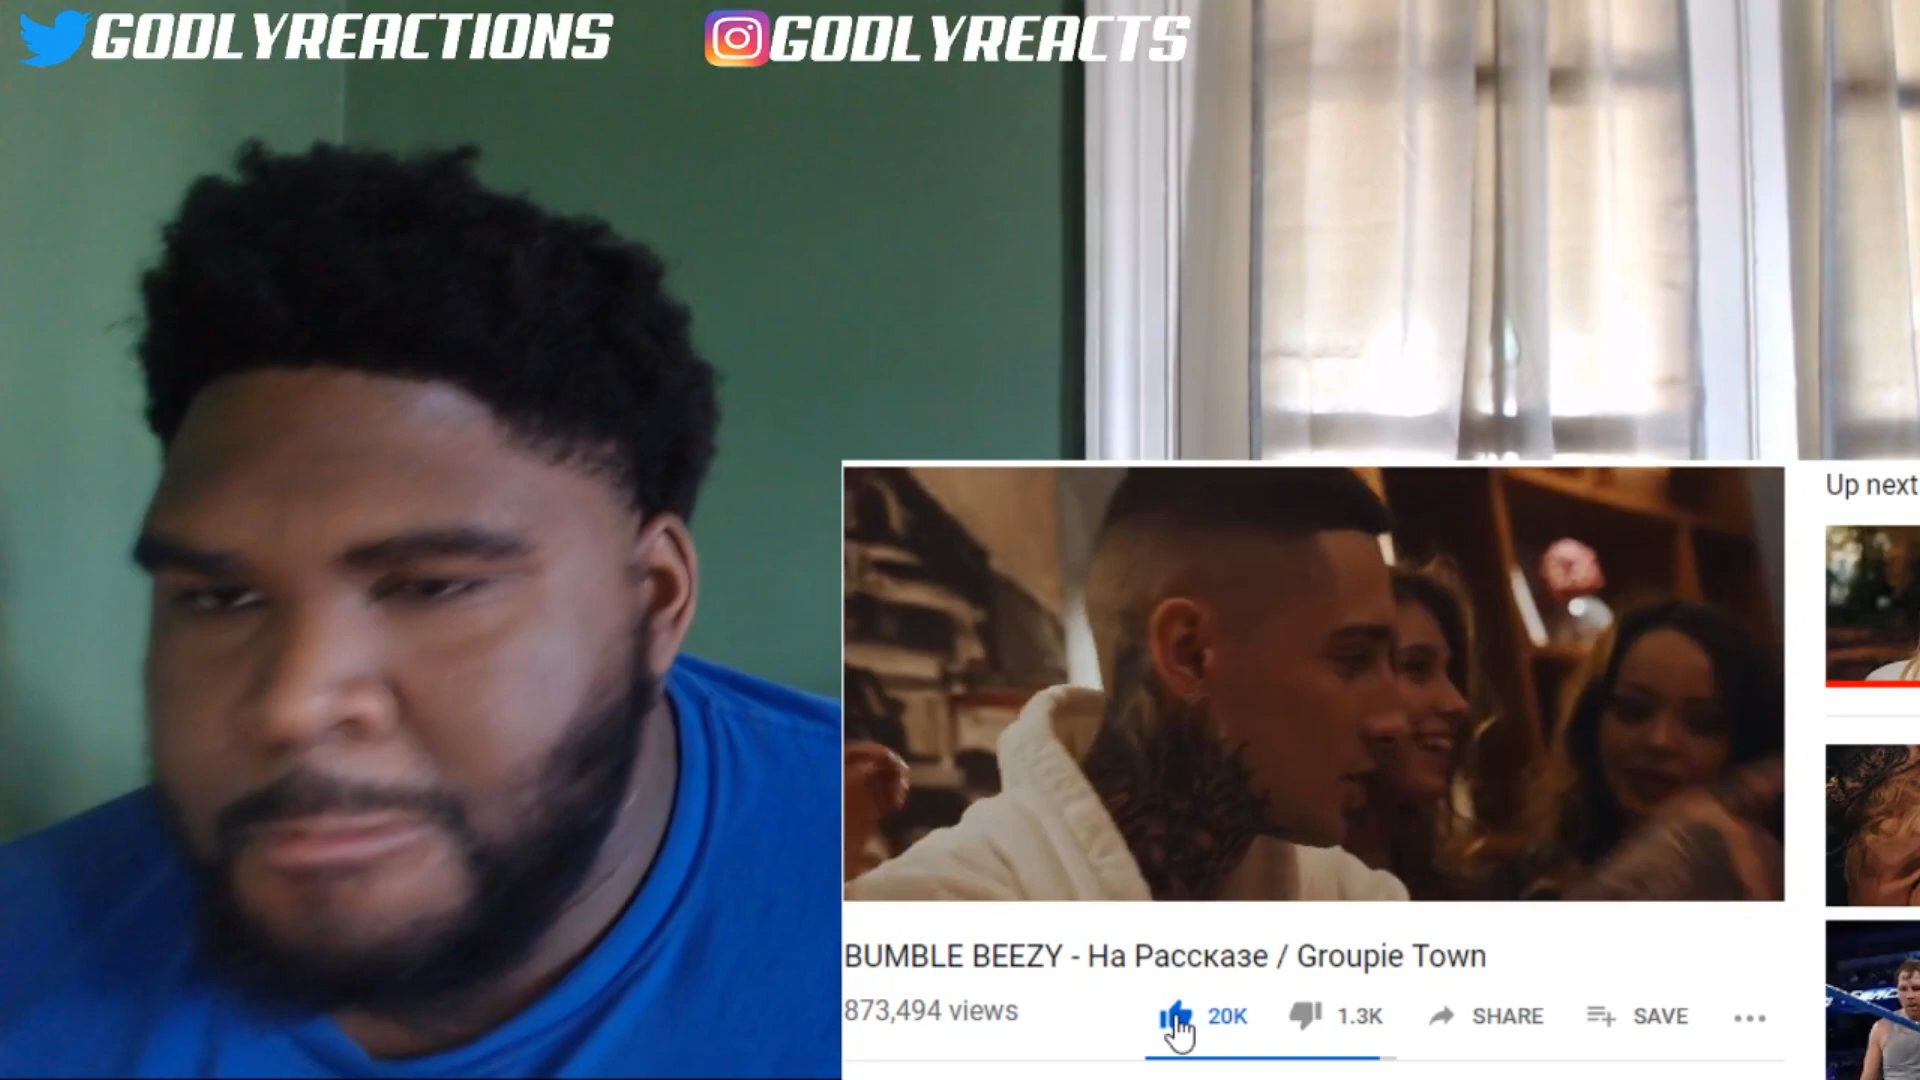 GODLYREACTIONS
GODLYREACTS
Up next
BUMBLE BEEZY - На Рассказе / Groupie Town
873,494 views
20K
1.3K
SHARE
SAVE